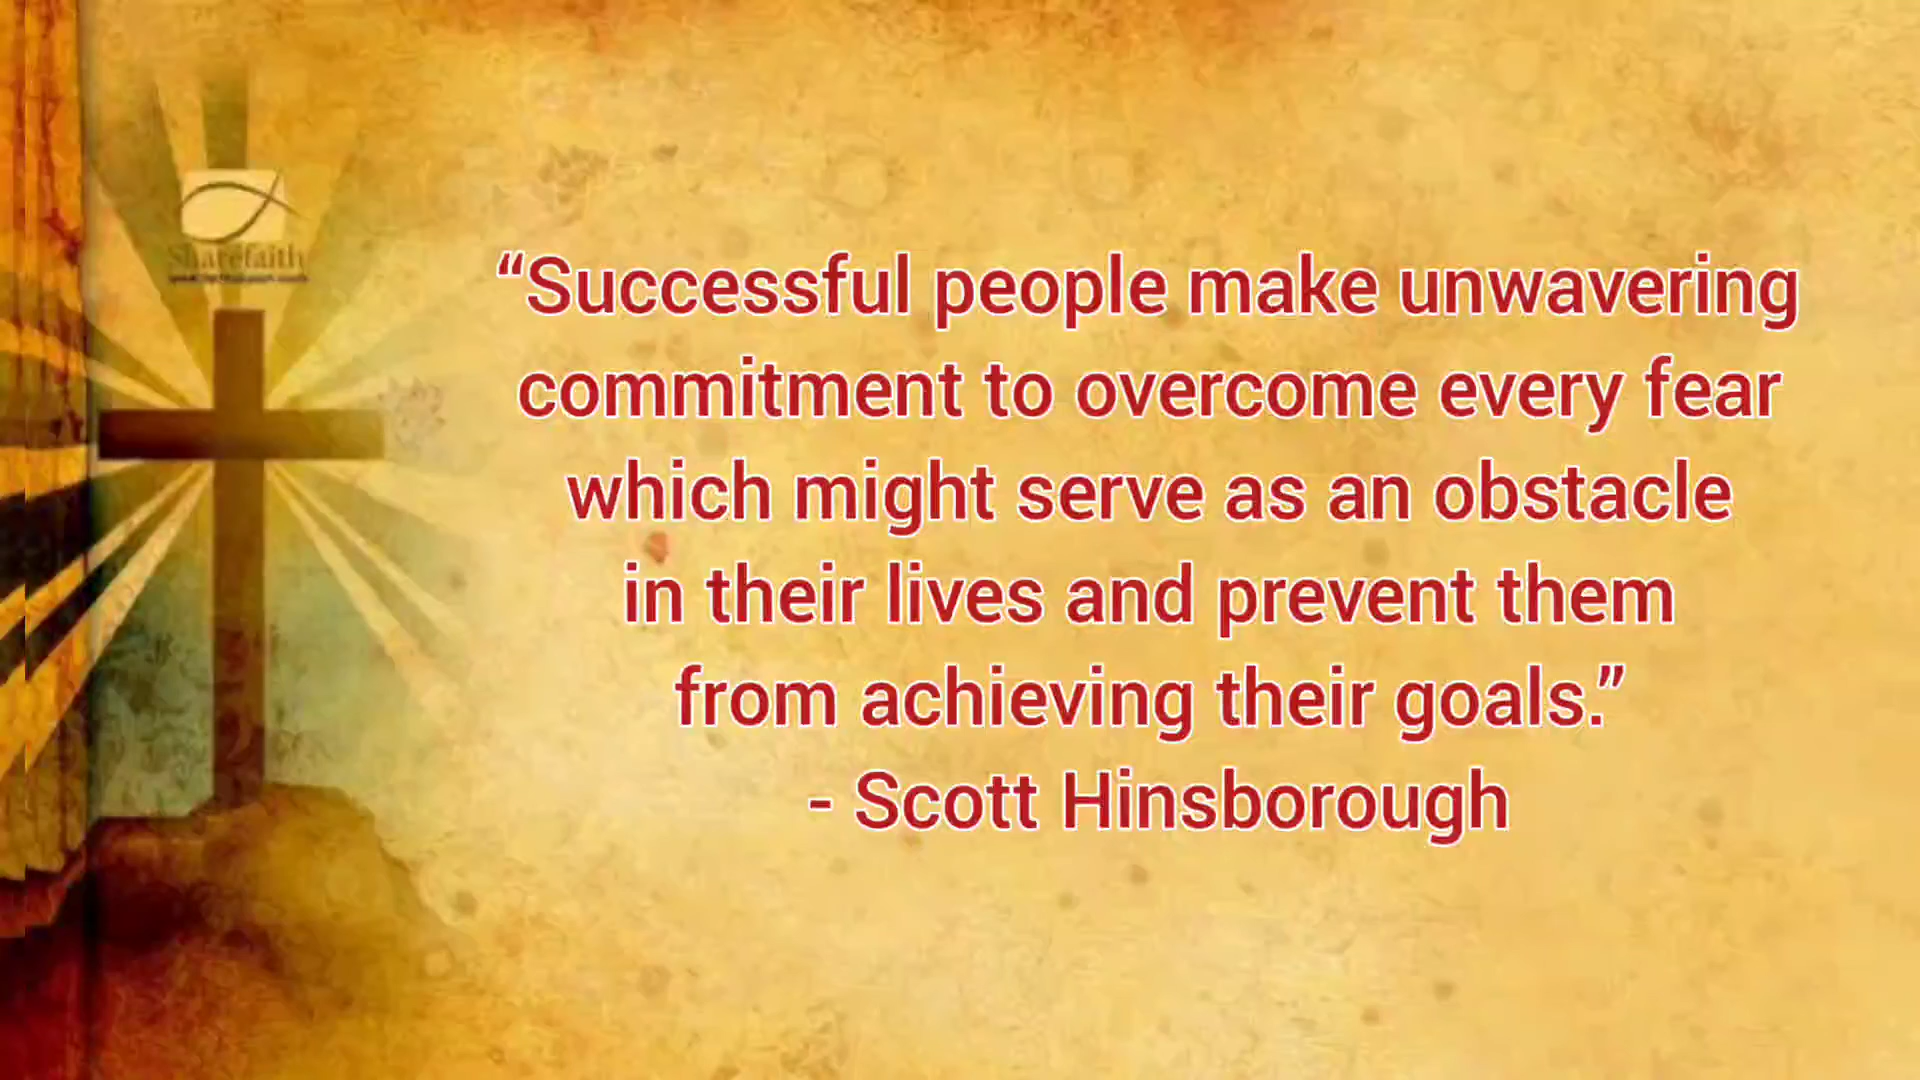 Sharefaith
“Successful people make unwavering
commitment to overcome every fear
which might serve as an obstacle
in their lives and prevent them
from achieving their goals.”
- Scott Hinsborough